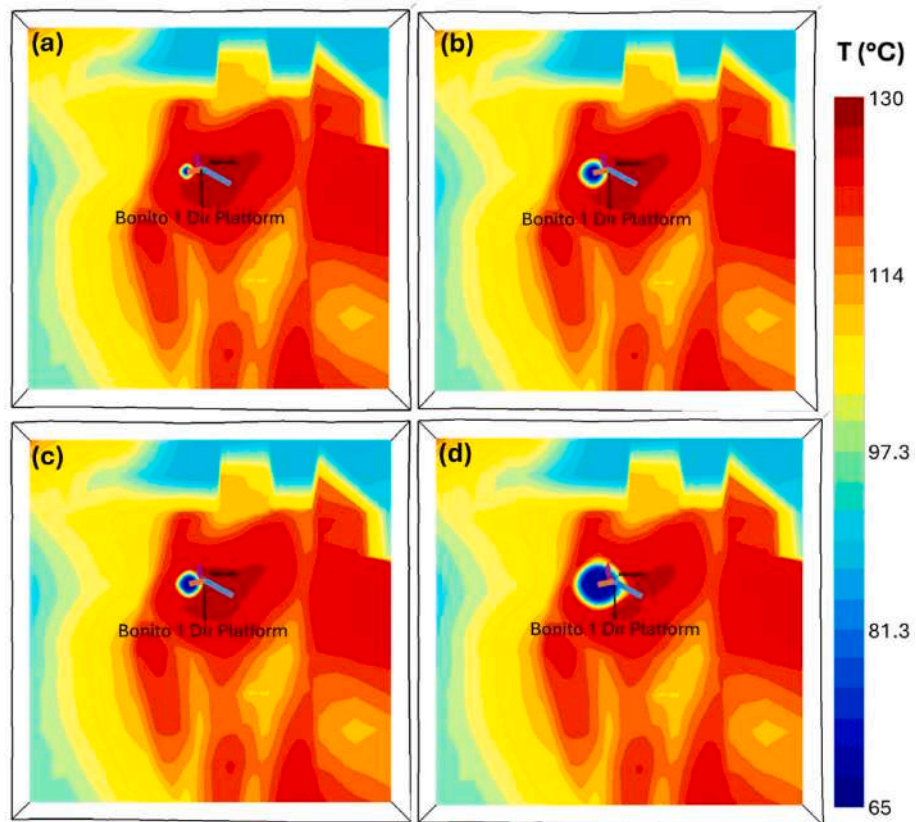 (a)
Bonito 1 Dir Platform
(b)
Bonito 1 Dir Platform
T (°C)
130
114
97.3
81.3
65
(c)
Bonito 1 Dir Platform
(d)
Bonito 1 Dir Platform